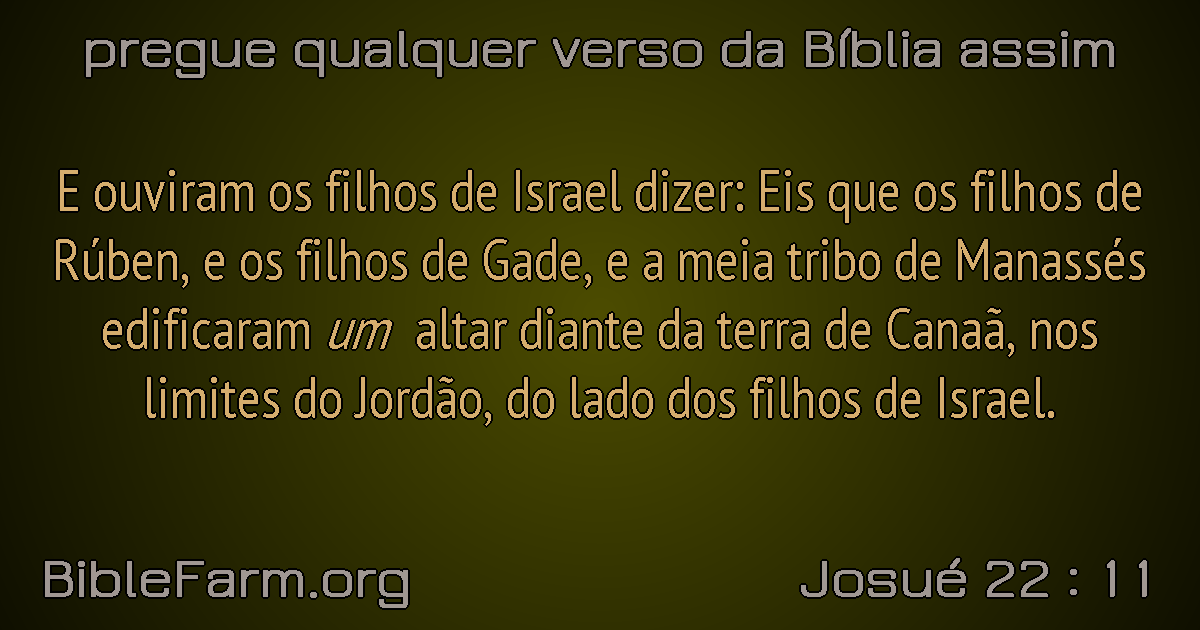 pregue qualquer verso da Bíblia assim
E ouviram os filhos de Israel dizer: Eis que os filhos de
Rúben, e os filhos de Gade, e a meia tribo de Manassés
edificaram um altar diante da terra de Canaã, nos
limites do Jordão, do lado dos filhos de Israel.
BibleFarm.org
Josué 22 : 11